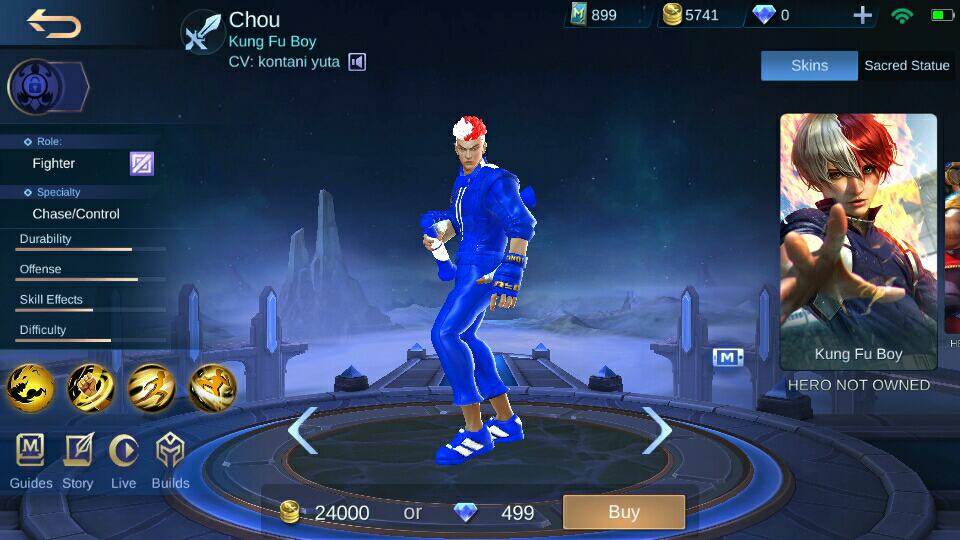 Chou
Kung Fu Boy
CV: kontani yuta
899
5741
0
Skins
Sacred Statue
Role:
Fighter
Specialty
Chase/Control
Durability
Offense
Skill Effects
Difficulty
M
Kung Fu Boy
HERO NOT OWNED
M
Guides
Story
Live
Builds
24000
or
499
Buy